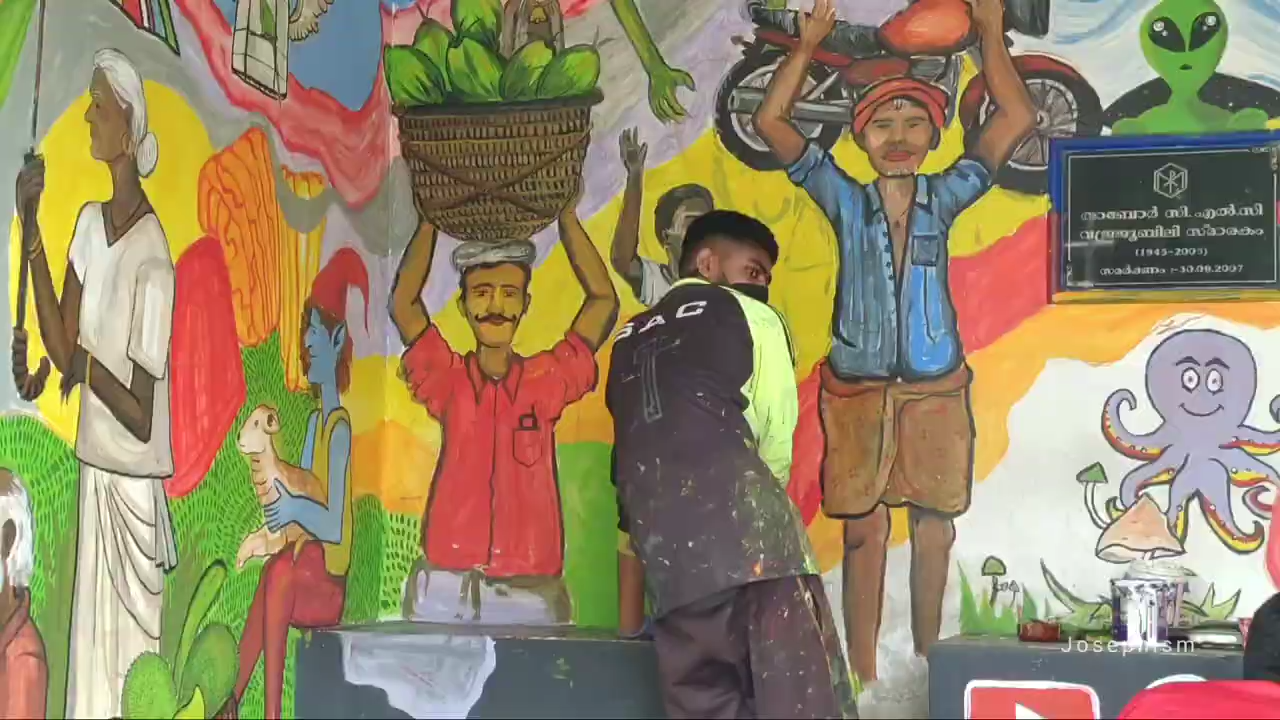 താബോർ സി.എൽ.സി
വജ്രജൂബിലി സ്മാരകം
(1945-2005)
സമർപ്പണം :-30.09.2007
SAC
Josephism